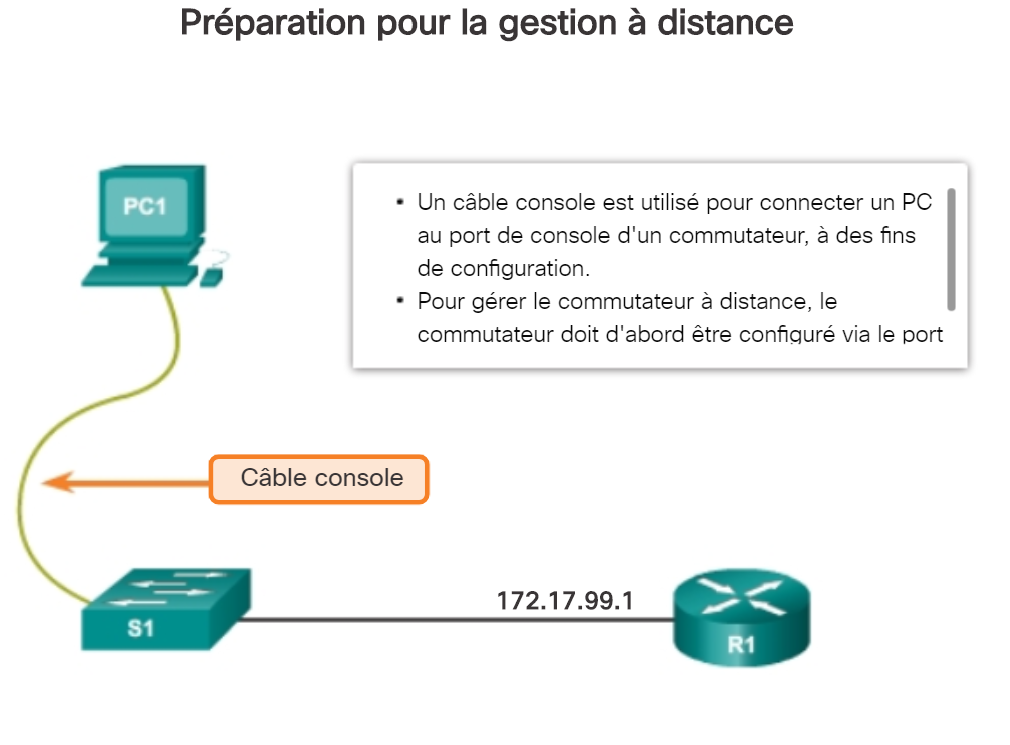 Préparation pour la gestion à distance
PC1
• Un câble console est utilisé pour connecter un PC
au port de console d'un commutateur, à des fins
de configuration.
• Pour gérer le commutateur à distance, le
commutateur doit d'abord être configuré via le port
Câble console
172.17.99.1
S1
R1